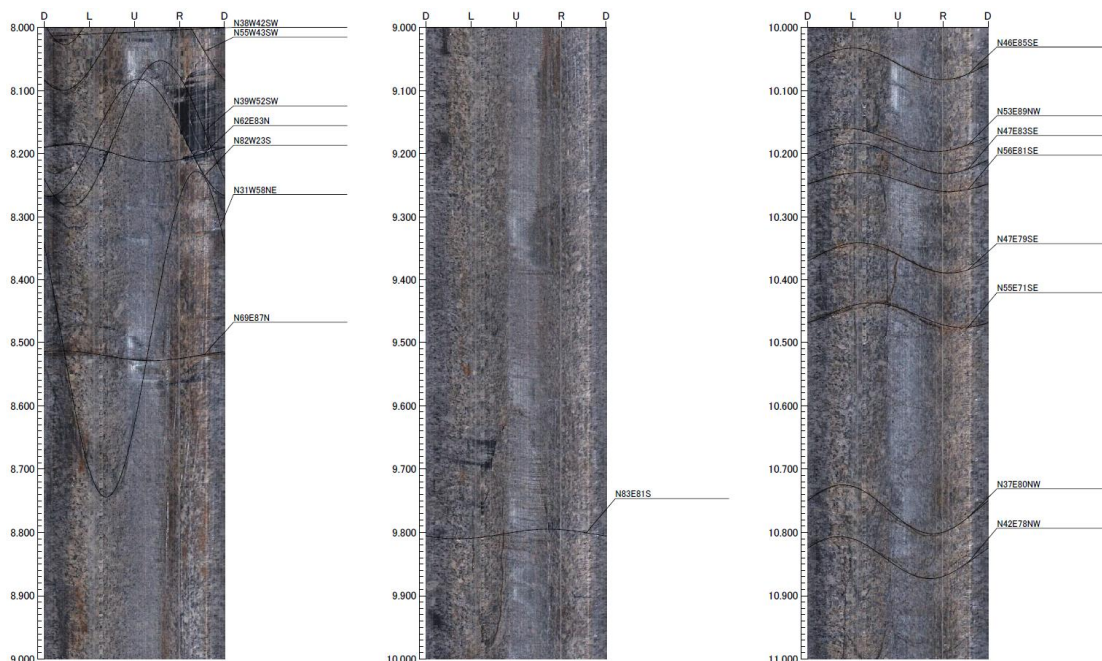 D L U R D
8.000
8.100
8.200
8.300
8.400
8.500
8.600
8.700
8.800
8.900
9.000
N38W42SW
N55W43SW
N39W52SW
N62E83N
N82W23S
N31W58NE
N69E87N
D L U R D
9.000
9.100
9.200
9.300
9.400
9.500
9.600
9.700
9.800
9.900
10.000
N83E81S
D L U R D
10.000
10.100
10.200
10.300
10.400
10.500
10.600
10.700
10.800
10.900
11.000
N46E85SE
N53E89NW
N47E83SE
N56E81SE
N47E79SE
N55E71SE
N37E80NW
N42E78NW